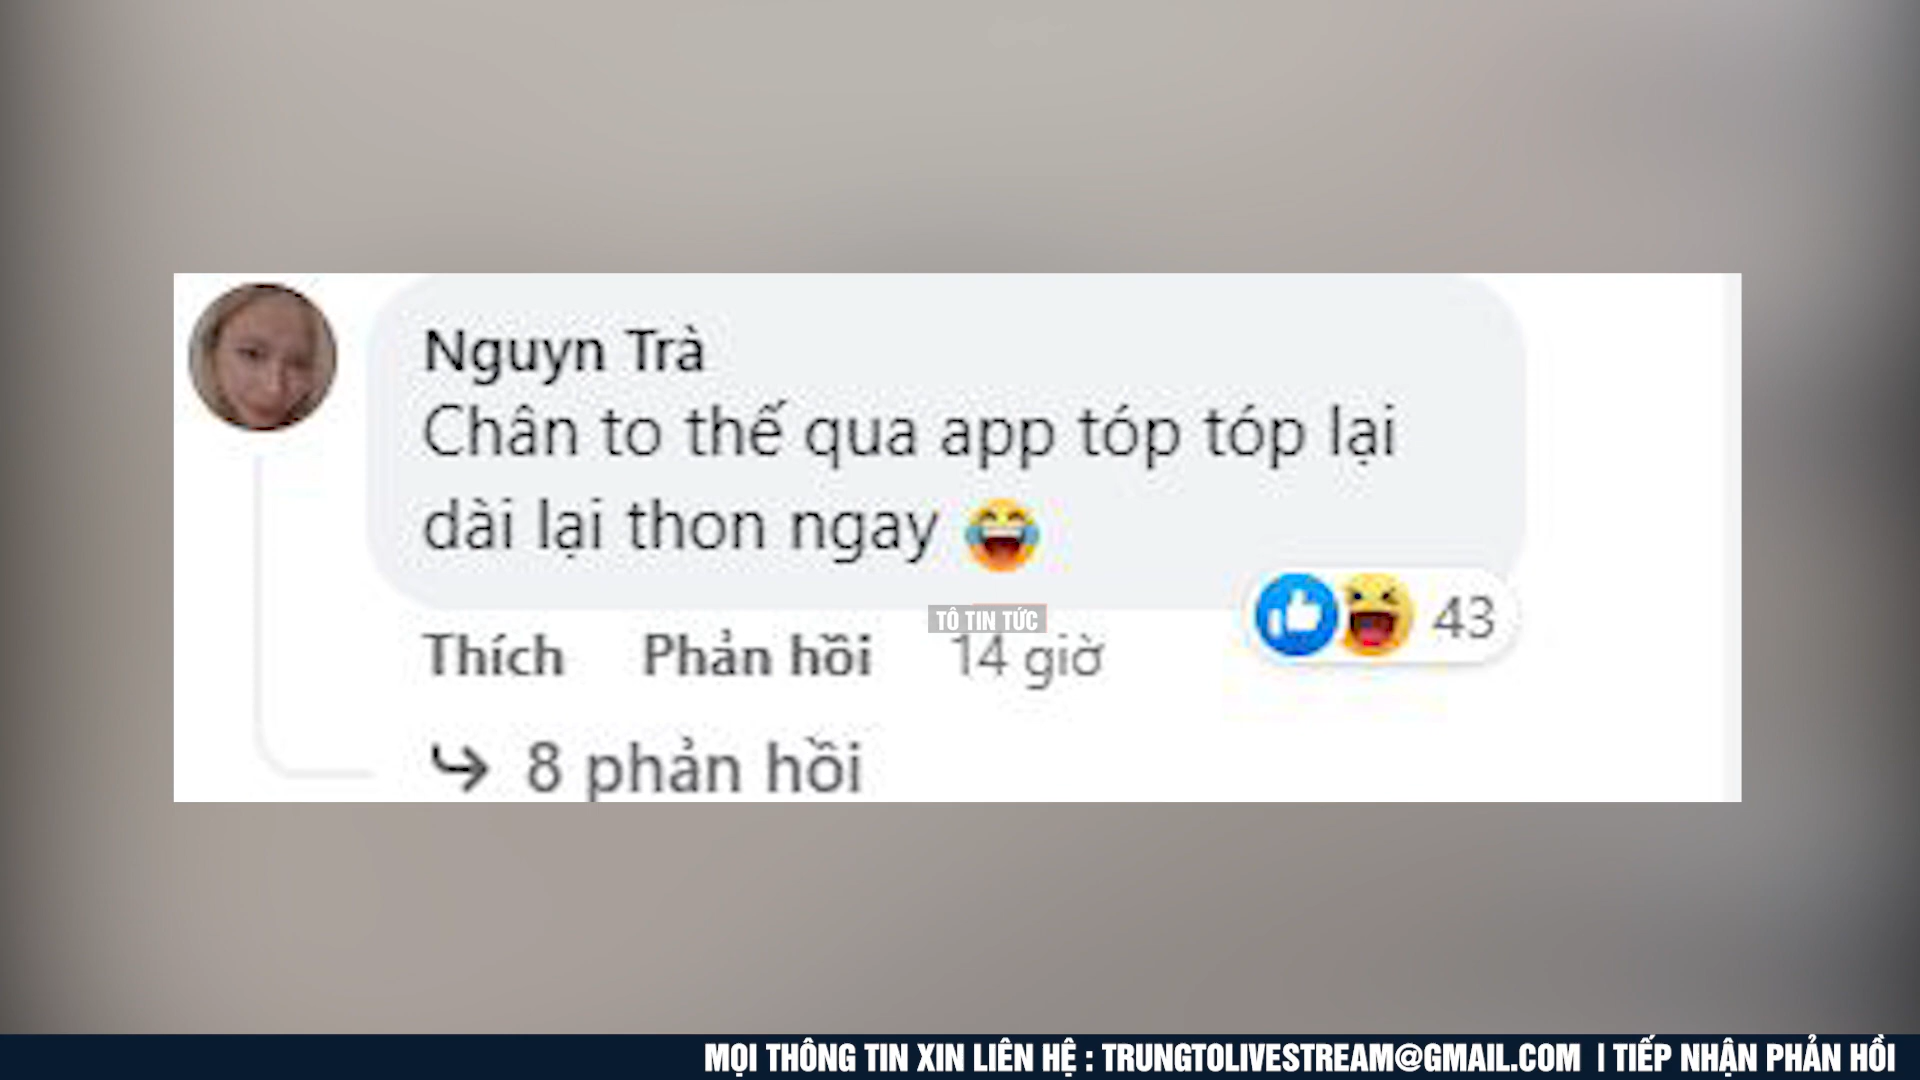 Nguyn Trà
Chân to thế qua app tóp tóp lại
dài lại thon ngay
TÔ TIN TỨC
43
Thích Phản hồi 14 giờ
8 phản hồi
MỌI THÔNG TIN XIN LIÊN HỆ : TRUNGTOLIVESTREAM@GMAIL.COM | TIẾP NHẬN PHẢN HỒI